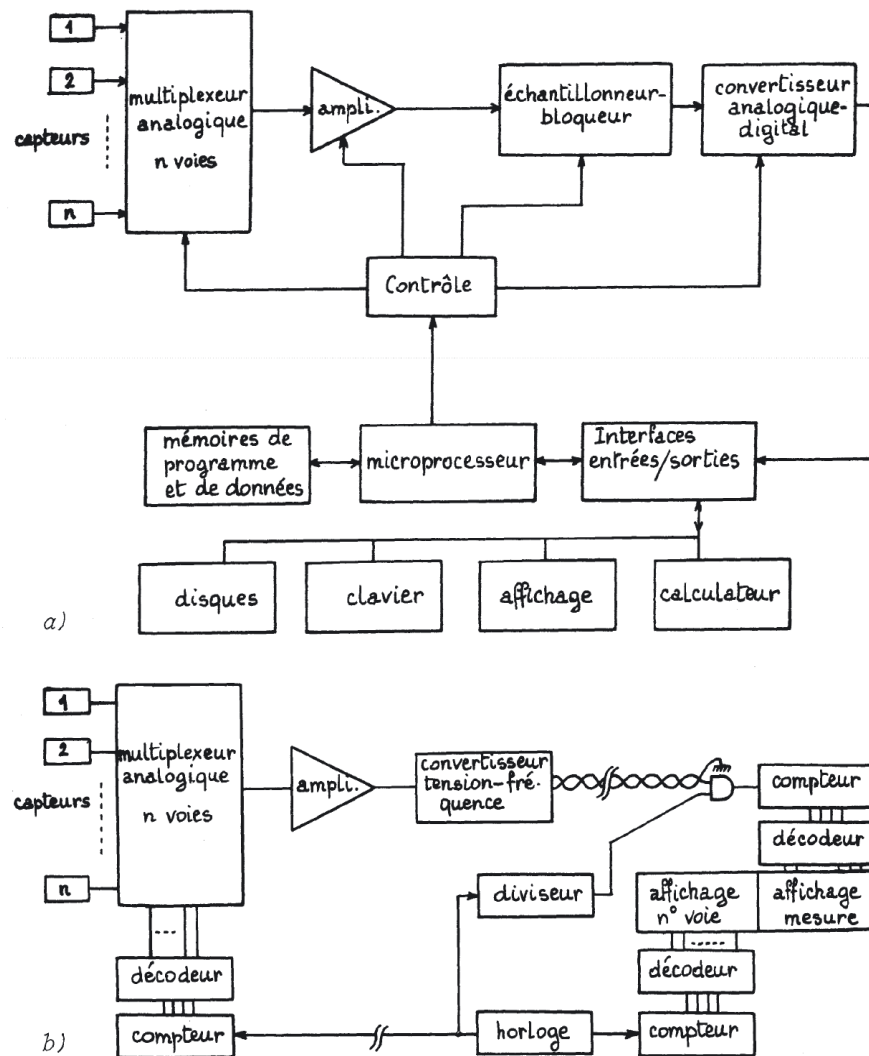 1
2
capteurs
n
multiplexeur
analogique
n voies
ampli.
échantillonneur-
bloqueur
convertisseur
analogique-
digital
Contrôle
mémoires de
programme
et de données
microprocesseur
Interfaces
entrées/sorties
disques
clavier
affichage
calculateur
a)
1
2
capteurs
n
multiplexeur
analogique
n voies
ampli.
convertisseur
tension-fré-
quence
compteur
décodeur
diviseur
affichage
n° voie
affichage
mesure
décodeur
décodeur
compteur
horloge
compteur
b)